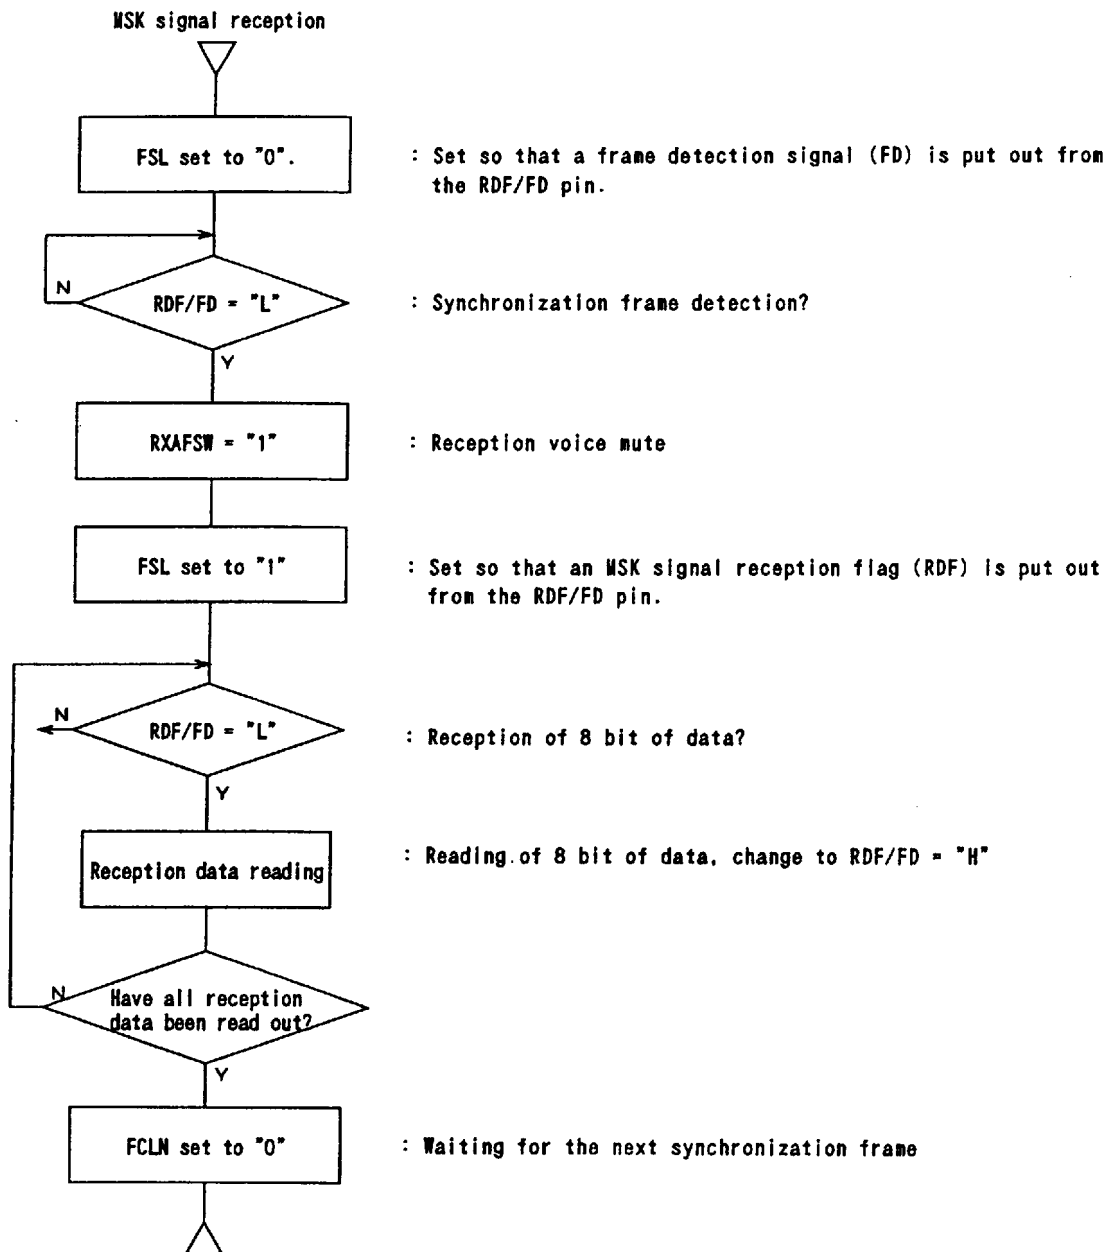 MSK signal reception
FSL set to "0".
: Set so that a frame detection signal (FD) is put out from
the RDF/FD pin.
N
RDF/FD = "L"
: Synchronization frame detection?
Y
RXAFSW = "1"
: Reception voice mute
FSL set to "1"
: Set so that an MSK signal reception flag (RDF) is put out
from the RDF/FD pin.
N
RDF/FD = "L"
: Reception of 8 bit of data?
Y
Reception data reading
: Reading of 8 bit of data, change to RDF/FD = "H"
N
Have all reception
data been read out?
Y
FCLN set to "0"
: Waiting for the next synchronization frame